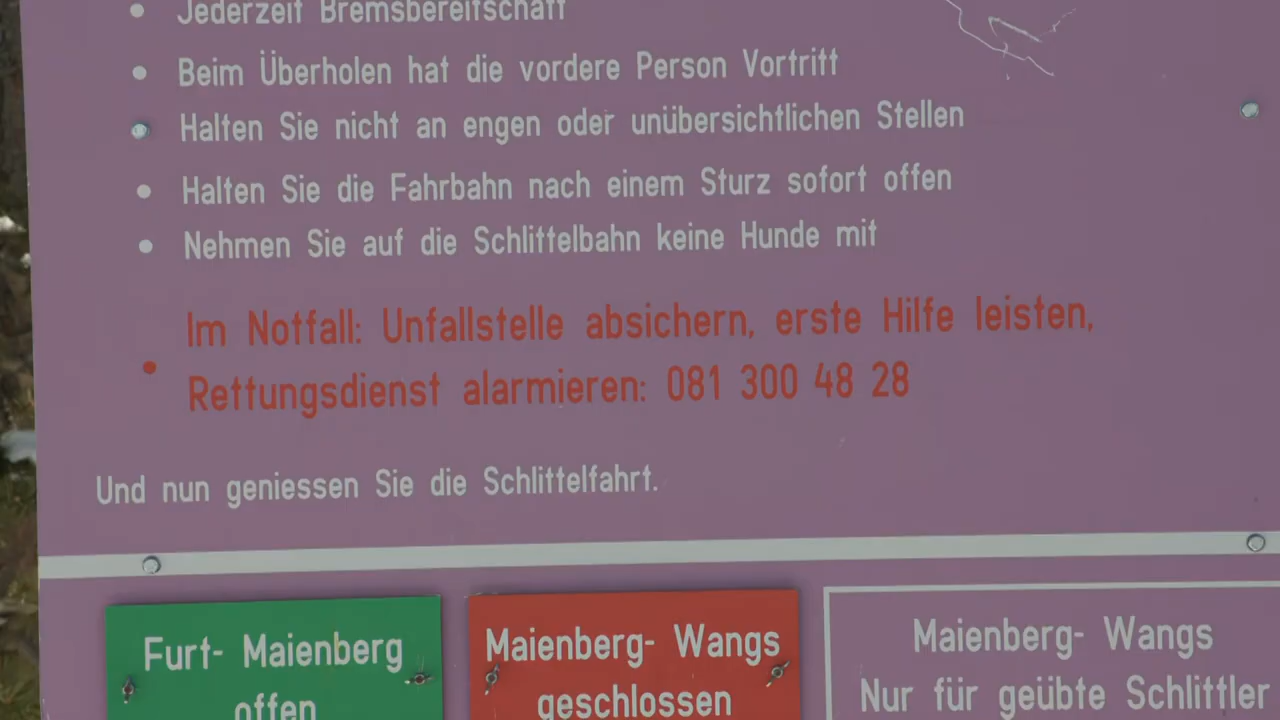 Jederzeit Bremsbereitschaft
Beim Überholen hat die vordere Person Vortritt
Halten Sie nicht an engen oder unübersichtlichen Stellen
Halten Sie die Fahrbahn nach einem Sturz sofort offen
Nehmen Sie auf die Schlittelbahn keine Hunde mit
Im Notfall: Unfallstelle absichern, erste Hilfe leisten,
Rettungsdienst alarmieren: 081 300 48 28
Und nun geniessen Sie die Schlittelfahrt.
Furt- Maienberg
offen
Maienberg- Wangs
geschlossen
Maienberg- Wangs
Nur für geübte Schlittler